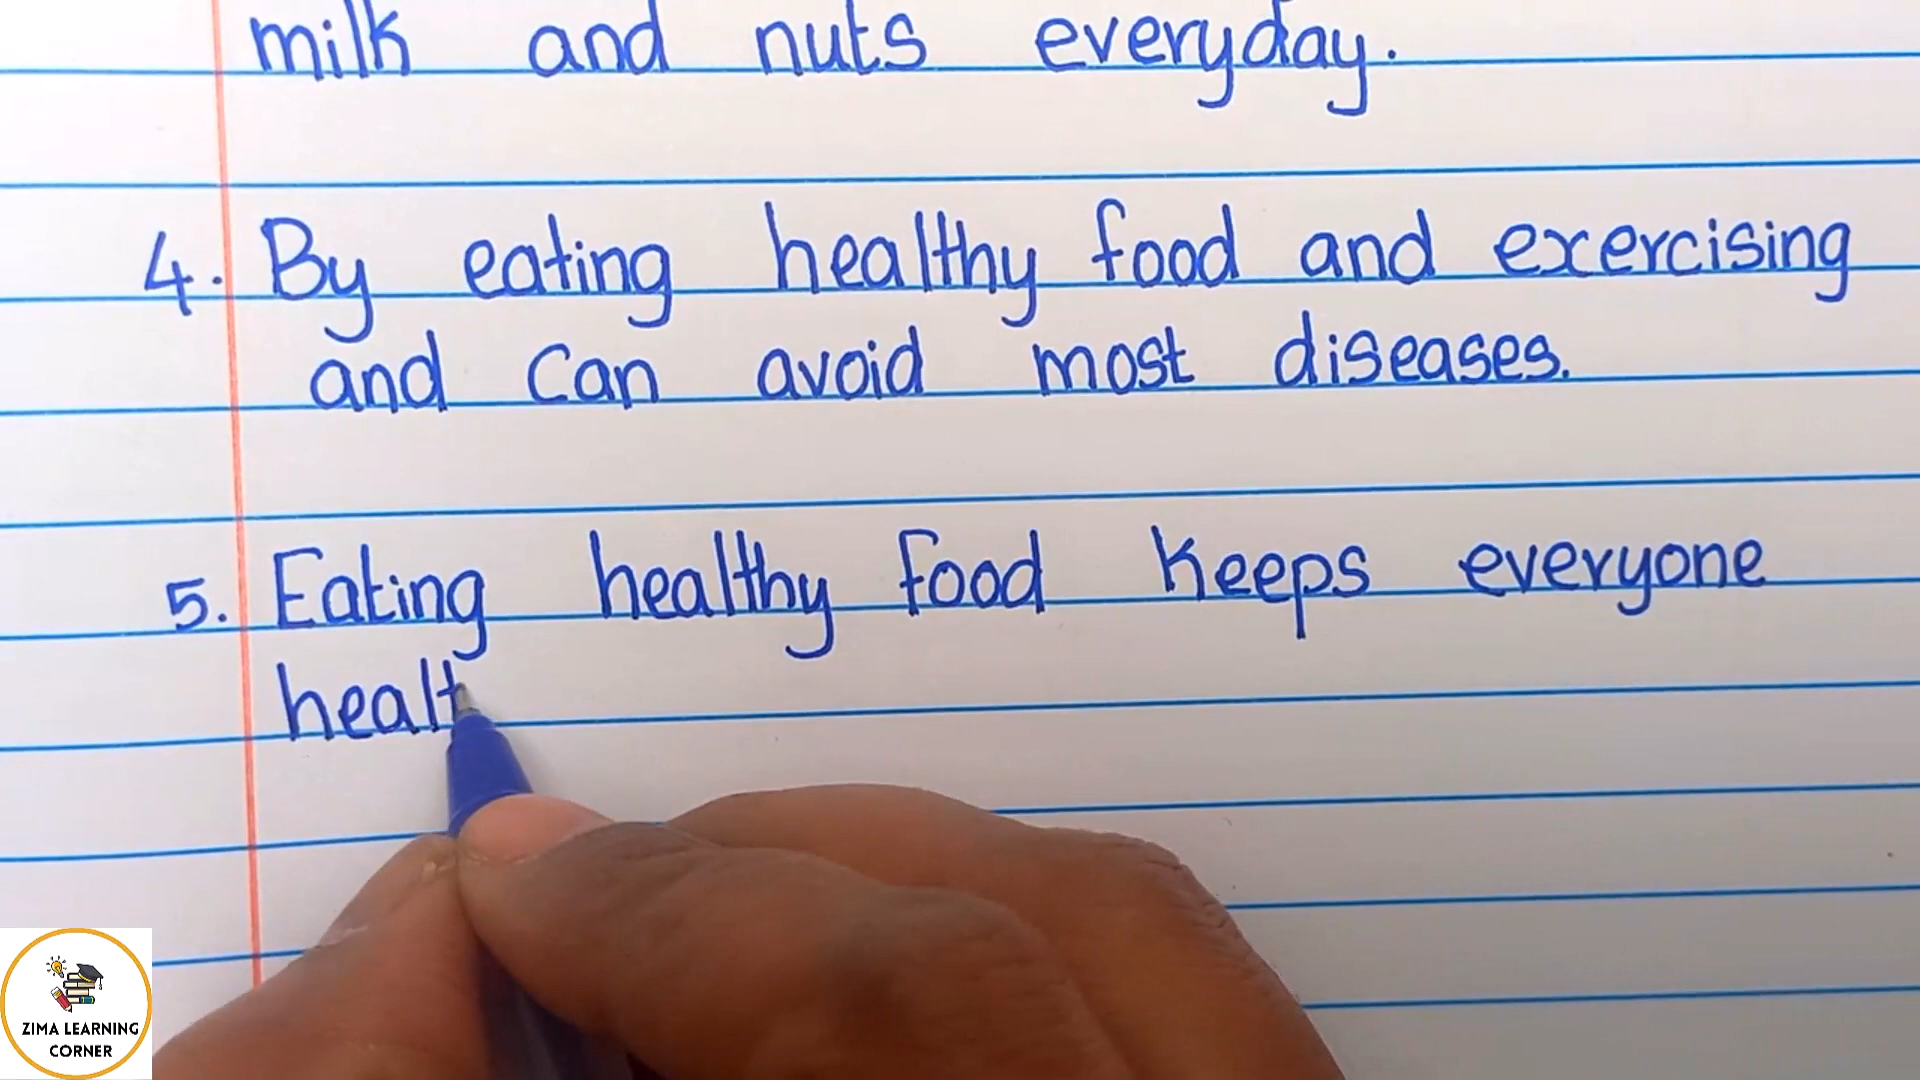 milk and nuts everyday.
4. By eating healthy food and exercising
and can avoid most diseases.
5. Eating healthy food keeps everyone
healt
ZIMA LEARNING
CORNER